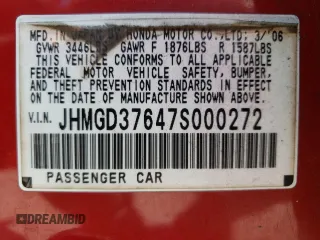 MFD. IN JAPAN BY HONDA MOTOR CO., LTD: 3/'06
GVWR 3446LBS GAWR F 1876LBS R 1587LBS
THIS VEHICLE CONFORMS TO ALL APPLICABLE
FEDERAL MOTOR VEHICLE SAFETY, BUMPER,
AND THEFT PREVENTION STANDARDS IN EFFECT
ON THE DATE OF MANUFACTURE SHOWN ABOVE.
V.I.N. JHMGD37647S000272
PASSENGER CAR
DREAMBID